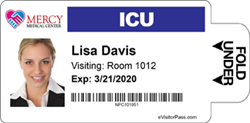 MERCY
MEDICAL CENTER
ICU
Lisa Davis
Visiting: Room 1012
Exp: 3/21/2020
NPC101951
eVisitorPass.com
FOLD
UNDER